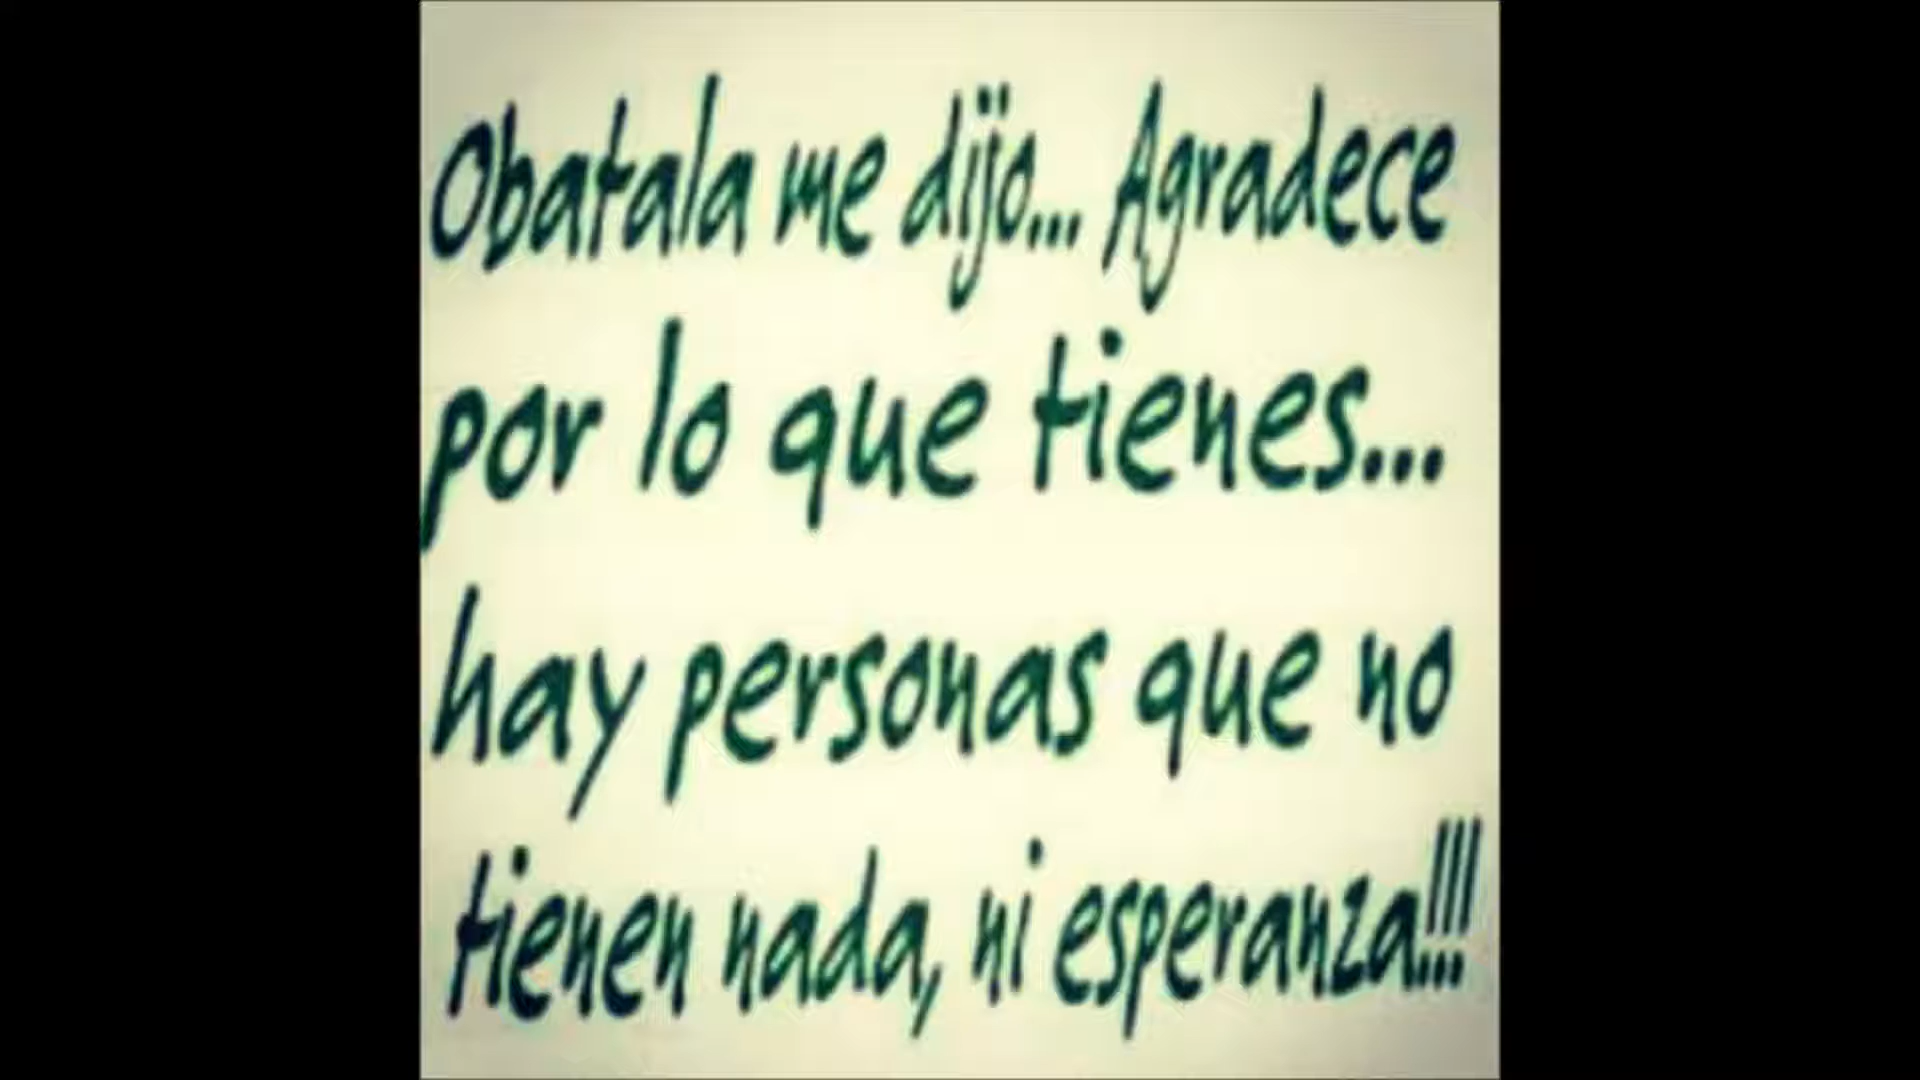 Obatala me dijo... Agradece
por lo que tienes...
hay personas que no
tienen nada, ni esperanza!!!